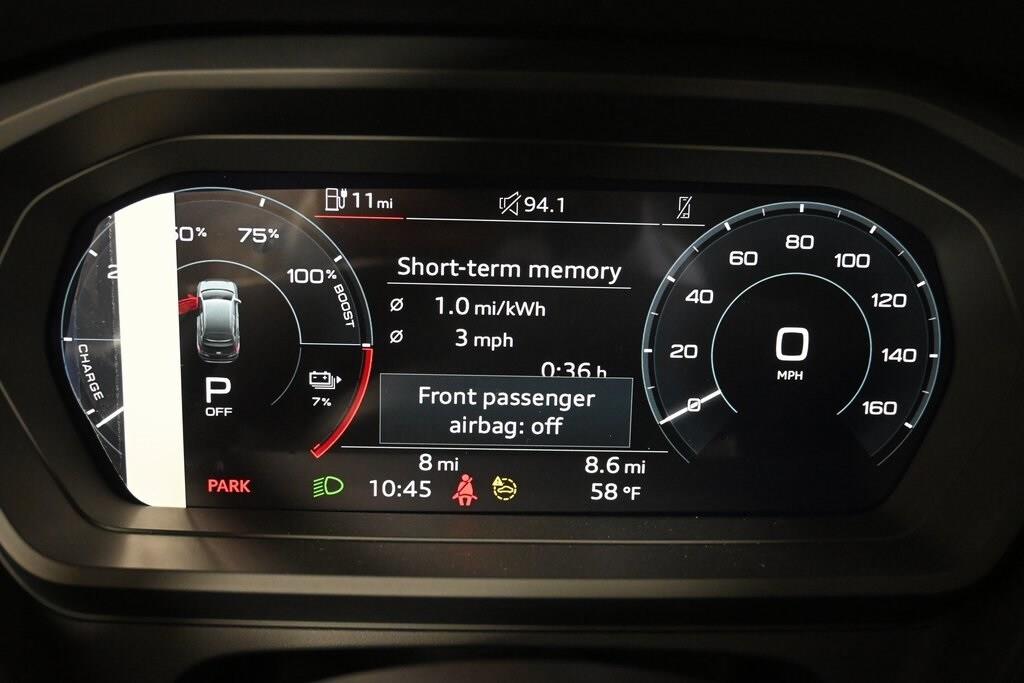 11 mi
94.1
75%
100%
BOOST
CHARGE
7%
P
OFF
Short-term memory
Ø 1.0 mi/kWh
Ø 3 mph
0:36 h
Front passenger
airbag: off
8 mi
8.6 mi
PARK
10:45
58 °F
0
20
40
60
80
100
120
140
160
0
MPH